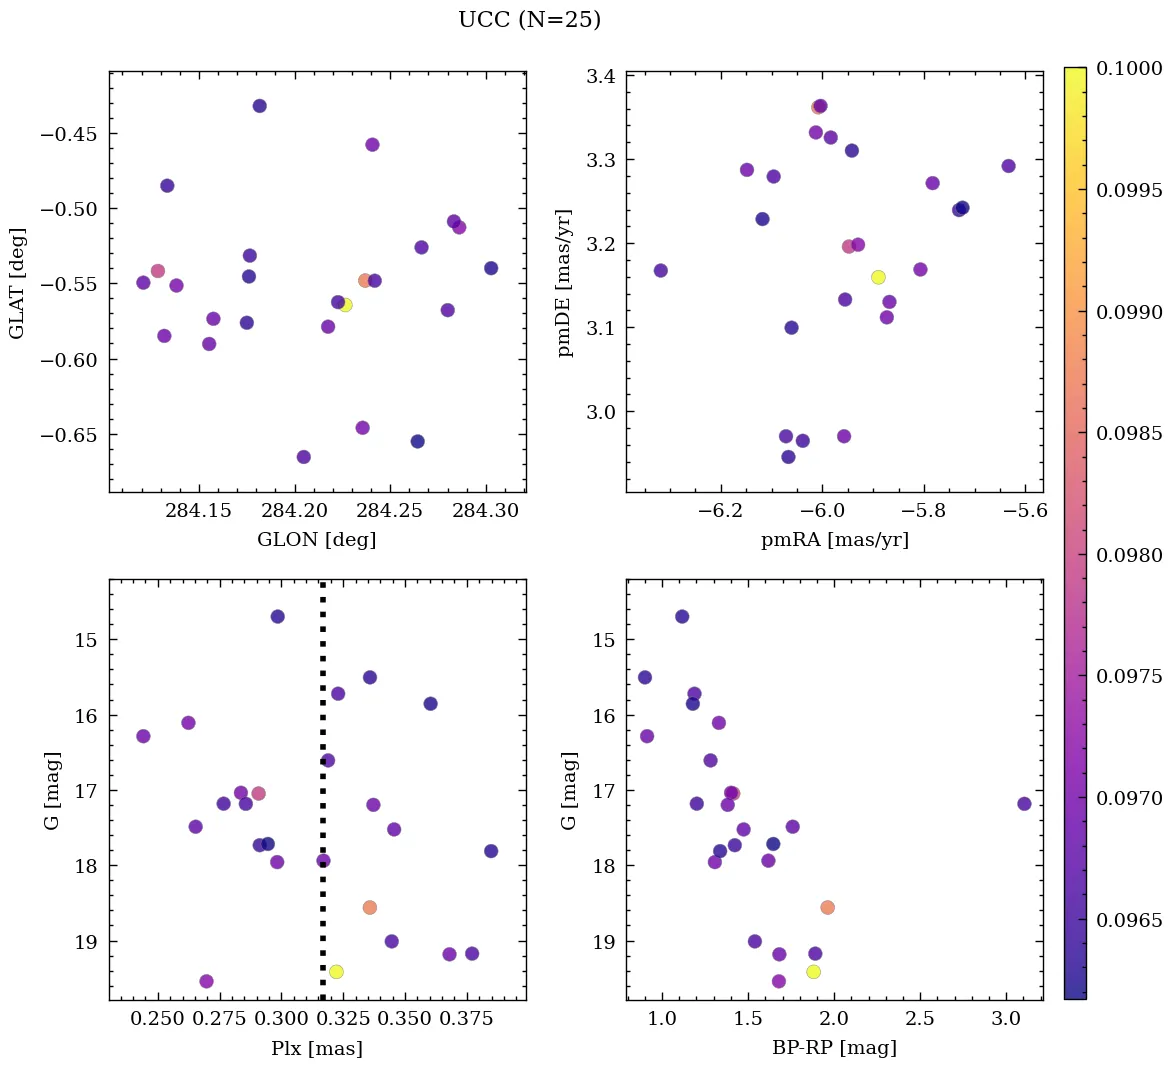 UCC (N=25)
−0.45
−0.50
−0.55
−0.60
−0.65
GLAT [deg]
284.15 284.20 284.25 284.30
GLON [deg]
3.4
3.3
3.2
3.1
3.0
pmDE [mas/yr]
−6.2 −6.0 −5.8 −5.6
pmRA [mas/yr]
15
16
17
18
19
G [mag]
0.250 0.275 0.300 0.325 0.350 0.375
Plx [mas]
15
16
17
18
19
G [mag]
1.0 1.5 2.0 2.5 3.0
BP-RP [mag]
0.1000
0.0995
0.0990
0.0985
0.0980
0.0975
0.0970
0.0965